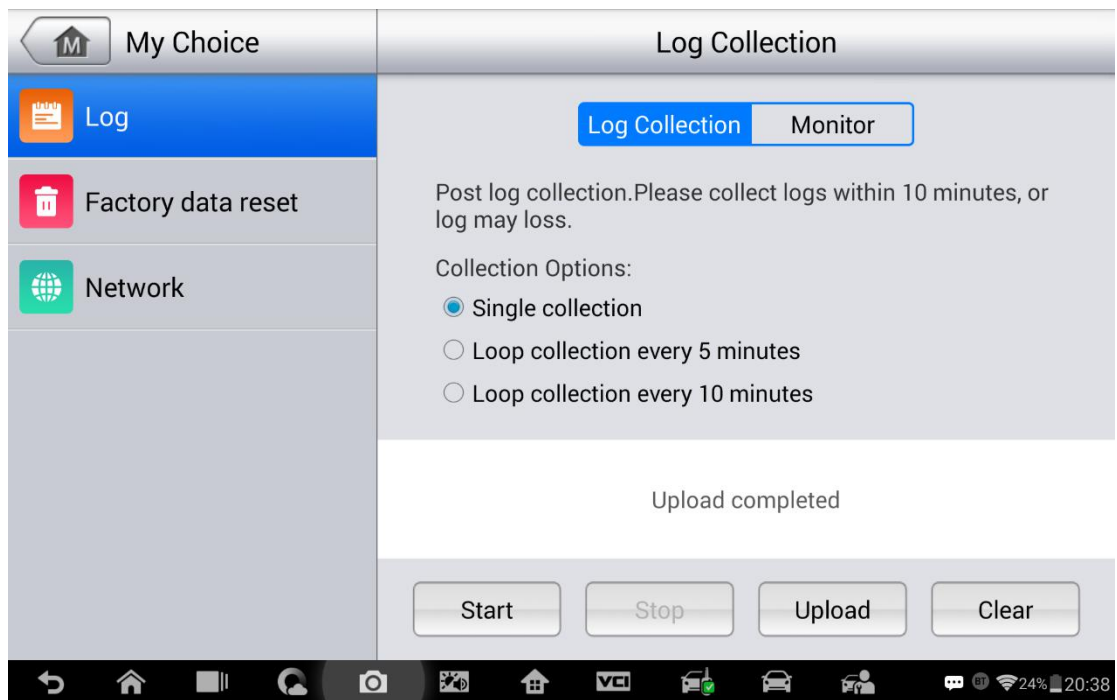 M
My Choice
Log Collection
Log
Factory data reset
Network
Log Collection
Monitor
Post log collection.Please collect logs within 10 minutes, or
log may loss.
Collection Options:
Single collection
Loop collection every 5 minutes
Loop collection every 10 minutes
Upload completed
Start
Stop
Upload
Clear
VCI
BT
24%
20:38